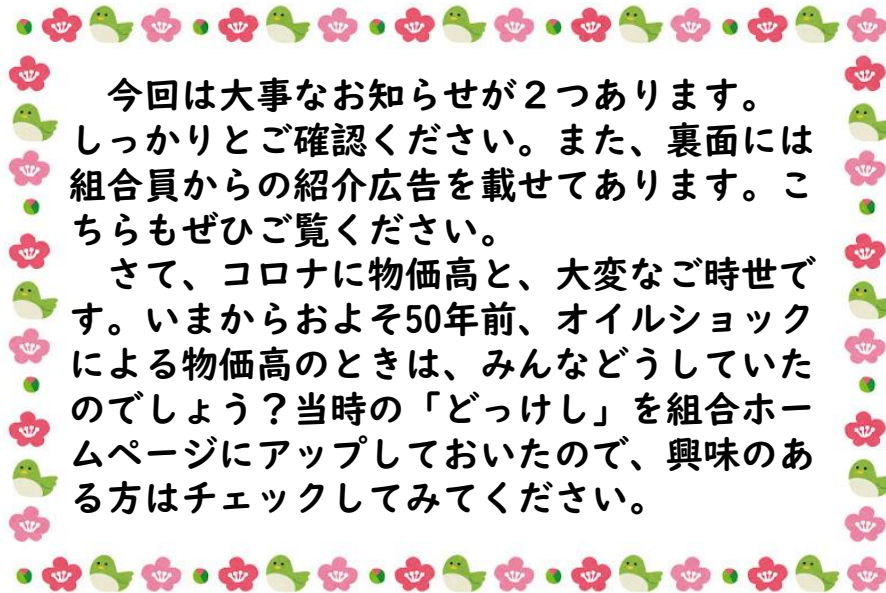 今回は大事なお知らせが２つあります。
しっかりとご確認ください。また、裏面には
組合員からの紹介広告を載せてあります。こ
ちらもぜひご覧ください。
　さて、コロナに物価高と、大変なご時世で
す。いまからおよそ50年前、オイルショック
による物価高のときは、みんなどうしていた
のでしょう？当時の「どっけし」を組合ホー
ムページにアップしておいたので、興味のあ
る方はチェックしてみてください。